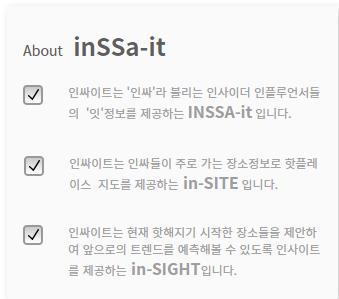 About inSSa-it
인싸이트는 '인싸'라 불리는 인사이더 인플루언서들
의 '잇'정보를 제공하는 INSSA-it 입니다.
인싸이트는 인싸들이 주로 가는 장소정보로 핫플레
이스 지도를 제공하는 in-SITE 입니다.
인싸이트는 현재 핫해지기 시작한 장소들을 제안하
여 앞으로의 트렌드를 예측해볼 수 있도록 인사이트
를 제공하는 in-SIGHT입니다.